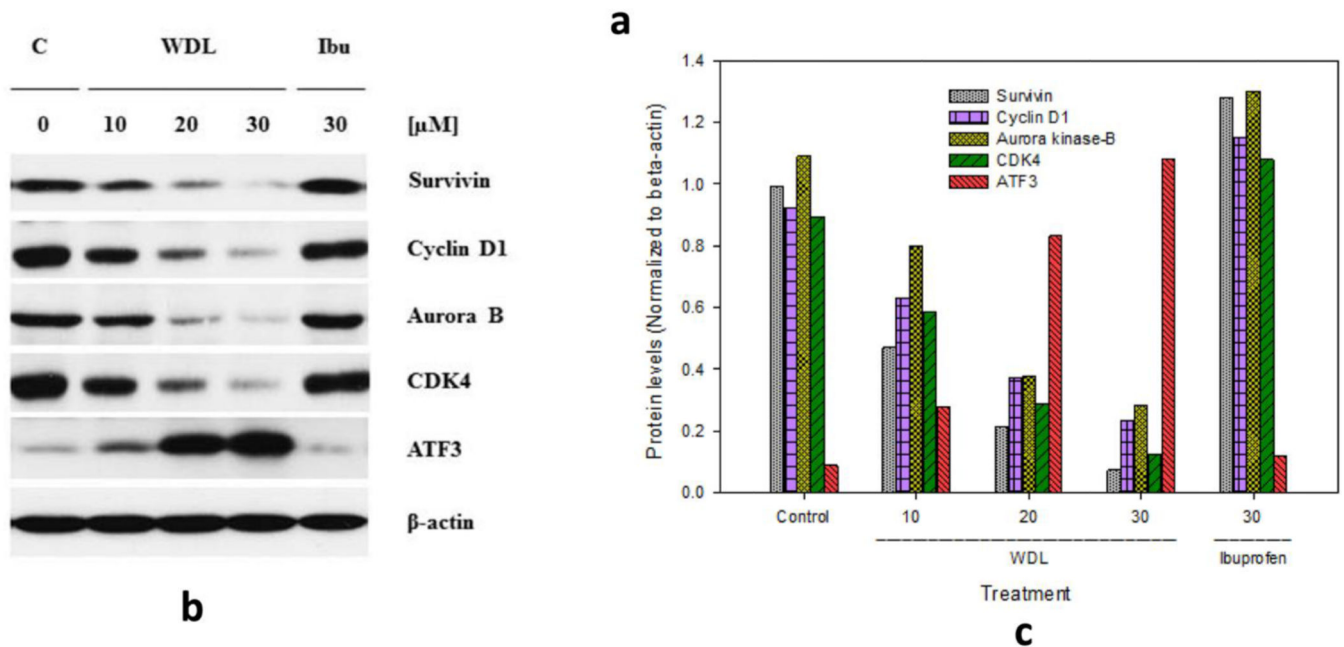 C WDL Ibu
0 10 20 30 30 [µM]
Survivin
Cyclin D1
Aurora B
CDK4
ATF3
β-actin
b
a
1.4
1.2
1.0
0.8
0.6
0.4
0.2
0.0
Protein levels (Normalized to beta-actin)
Survivin
Cyclin D1
Aurora kinase-B
CDK4
ATF3
Control 10 20 30 30
WDL Ibuprofen
Treatment
c